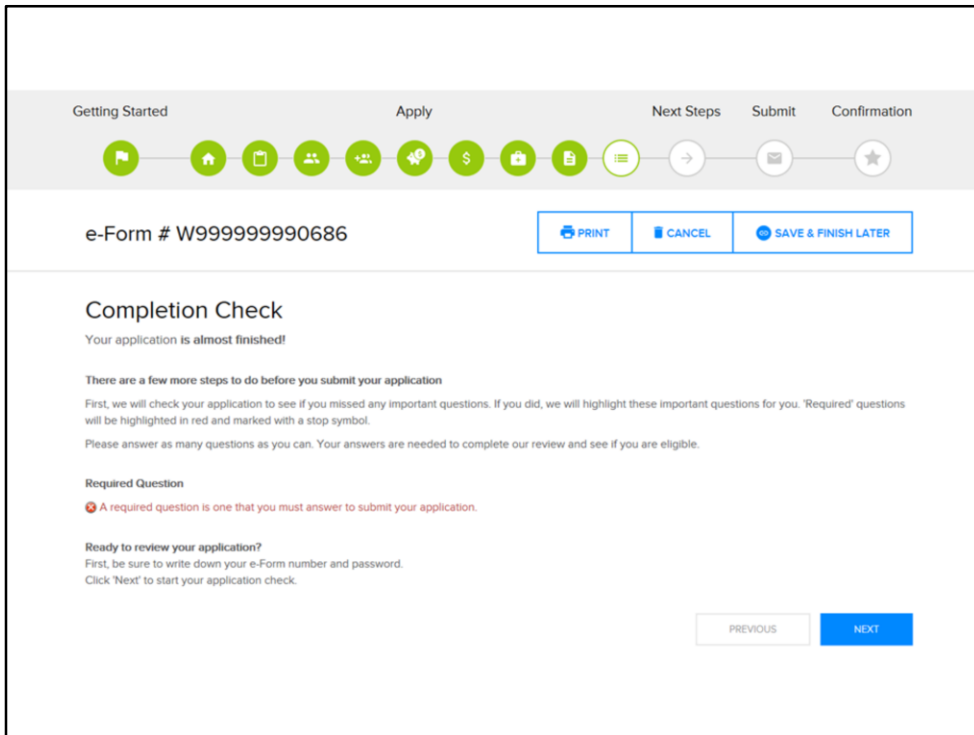 Getting Started Apply Next Steps Submit Confirmation
e-Form # W999999990686
PRINT CANCEL SAVE & FINISH LATER
Completion Check
Your application is almost finished!
There are a few more steps to do before you submit your application
First, we will check your application to see if you missed any important questions. If you did, we will highlight these important questions for you. 'Required' questions
will be highlighted in red and marked with a stop symbol.
Please answer as many questions as you can. Your answers are needed to complete our review and see if you are eligible.
Required Question
A required question is one that you must answer to submit your application.
Ready to review your application?
First, be sure to write down your e-Form number and password.
Click 'Next' to start your application check.
PREVIOUS NEXT